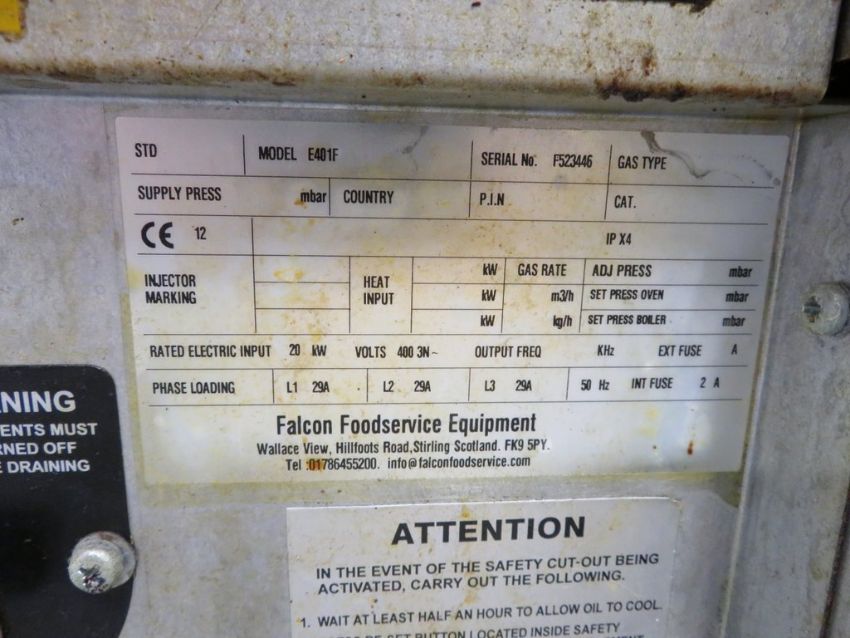 STD MODEL E401F SERIAL No: F523446 GAS TYPE
SUPPLY PRESS mbar COUNTRY P.I.N CAT.
CE 12 IP X4
INJECTOR MARKING HEAT INPUT kW GAS RATE ADJ PRESS mbar
kW m3/h SET PRESS OVEN mbar
kW kg/h SET PRESS BOILER mbar
RATED ELECTRIC INPUT 20 kW VOLTS 400 3N~ OUTPUT FREQ KHz EXT FUSE A
PHASE LOADING L1 29A L2 29A L3 29A 50 Hz INT FUSE 2 A
Falcon Foodservice Equipment
Wallace View, Hillfoots Road,Stirling Scotland. FK9 5PY.
Tel :01786455200. info@falconfoodservice.com
NING
ENTS MUST
RNED OFF
E DRAINING
ATTENTION
IN THE EVENT OF THE SAFETY CUT-OUT BEING
ACTIVATED, CARRY OUT THE FOLLOWING.
1. WAIT AT LEAST HALF AN HOUR TO ALLOW OIL TO COOL.
BUTTON LOCATED INSIDE SAFETY